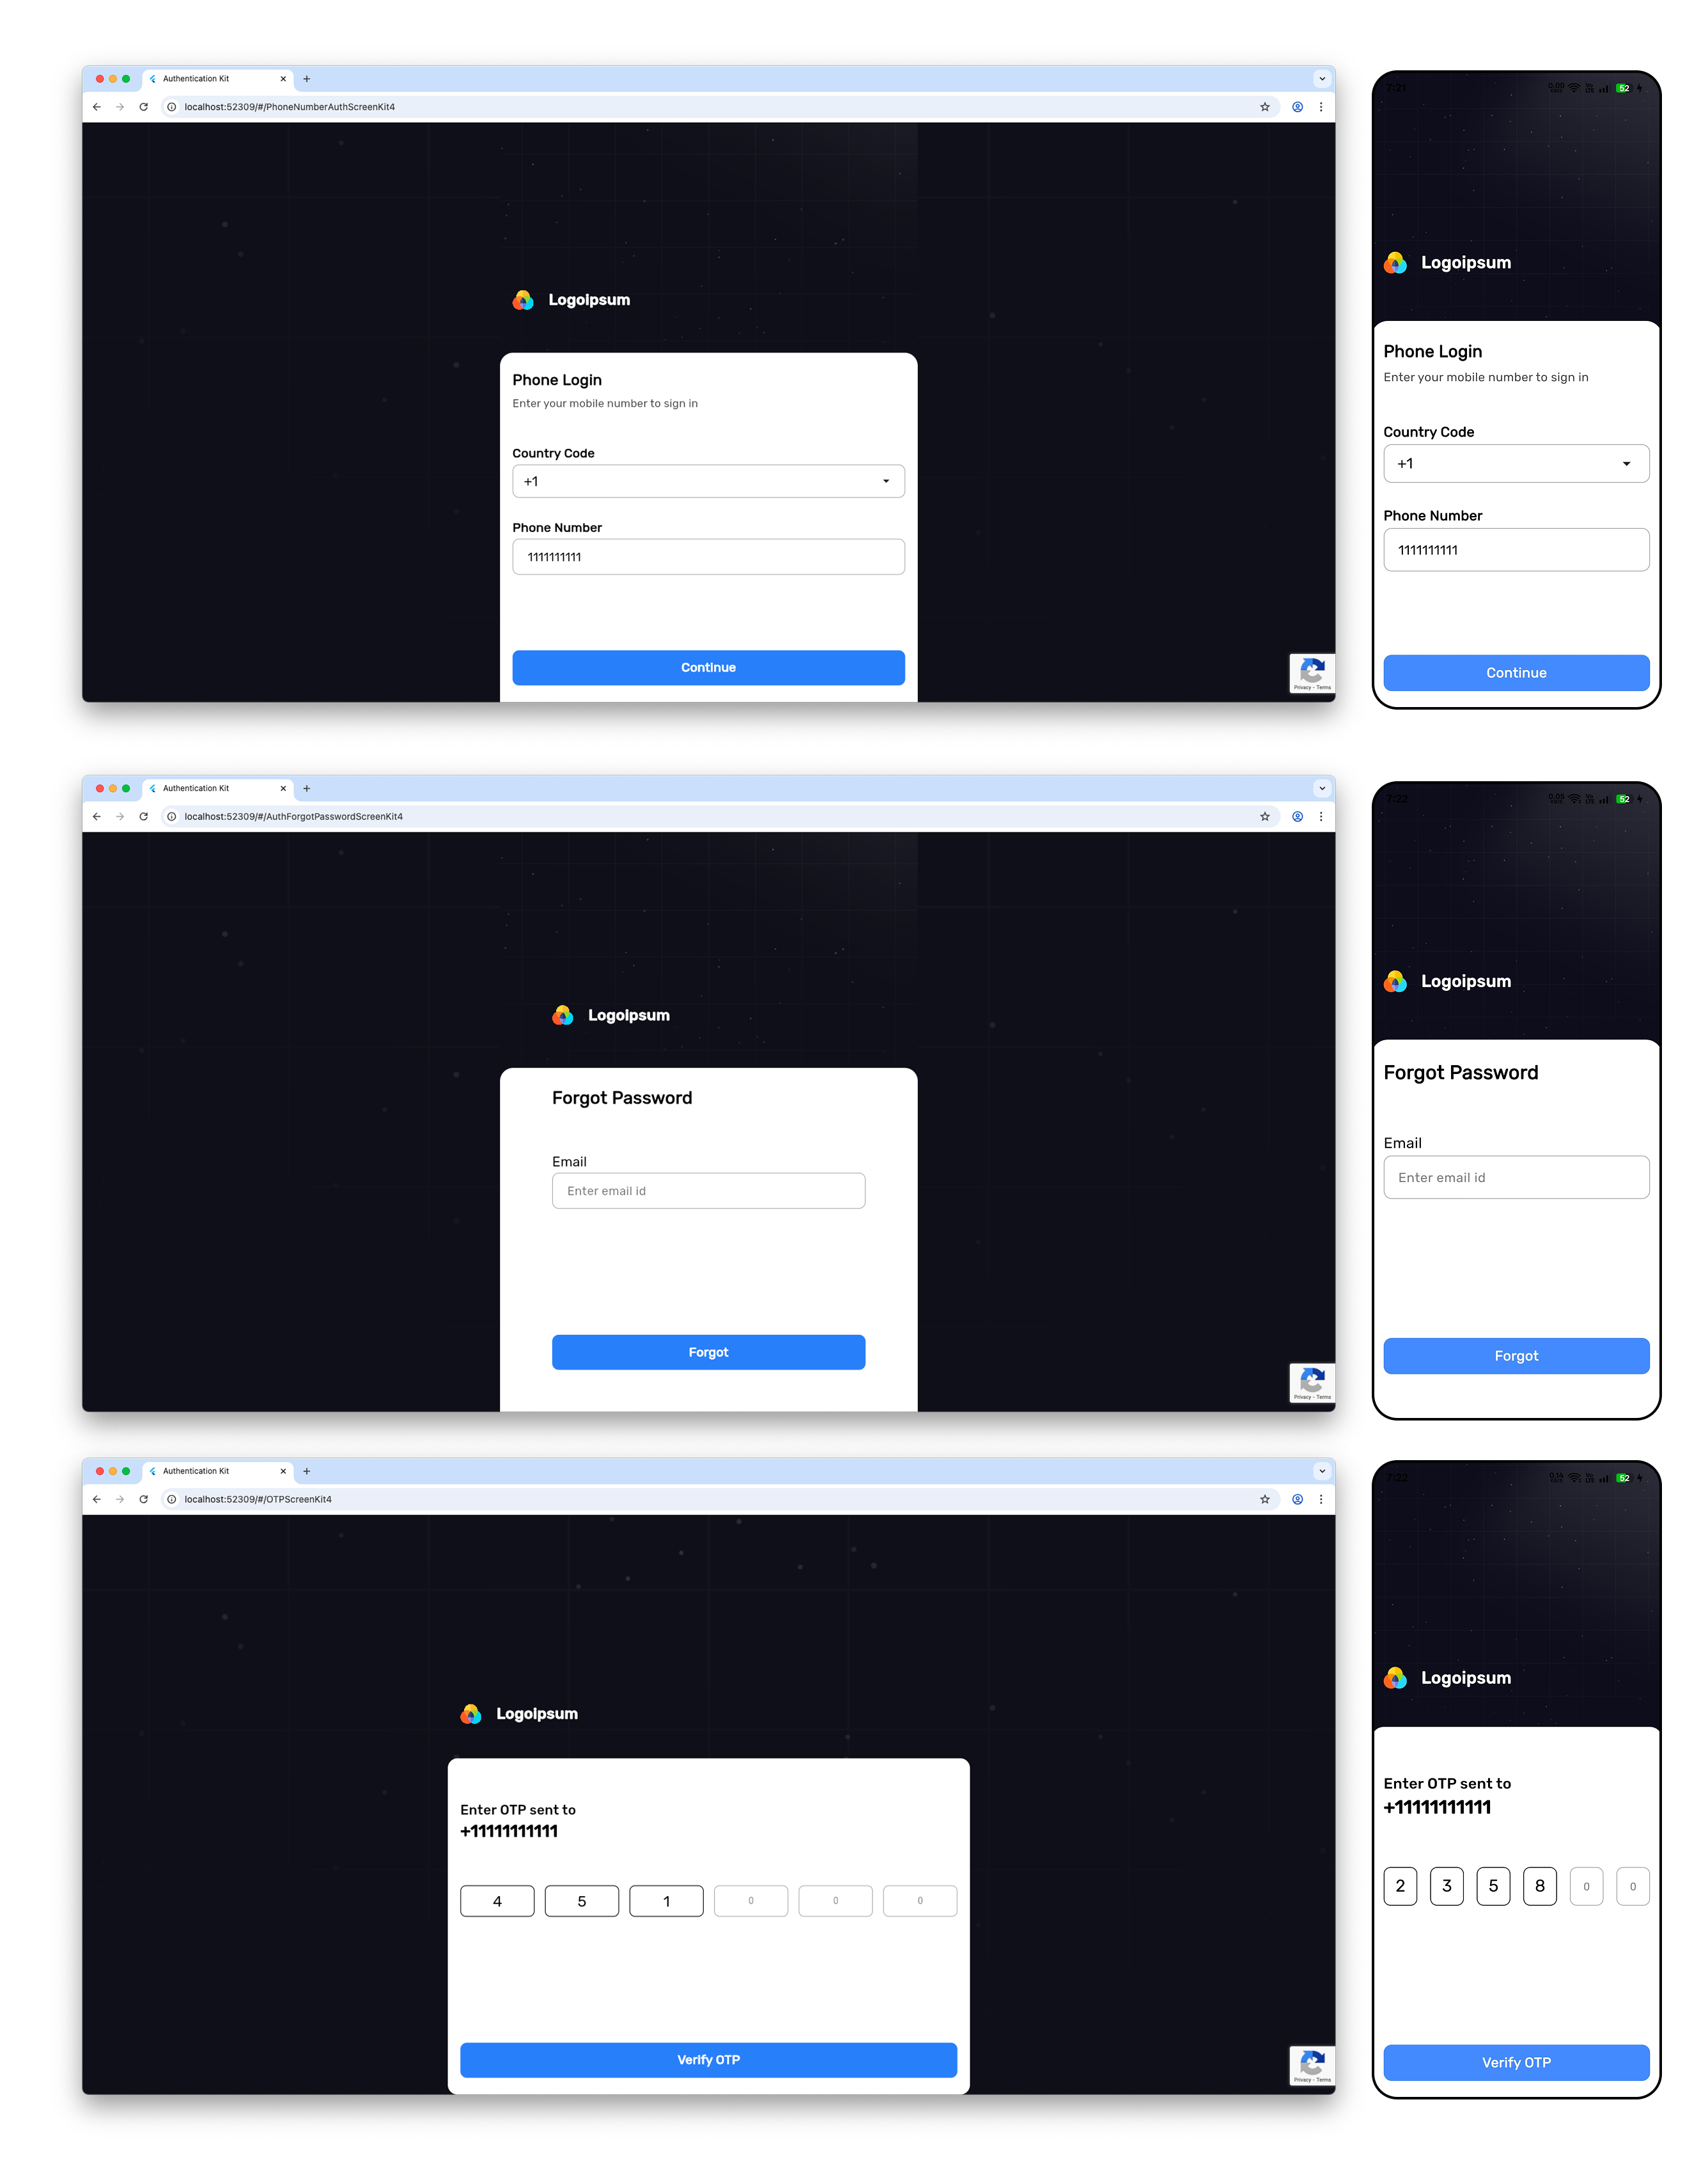 Authentication Kit
localhost:52309/#/PhoneNumberAuthScreenKit4
Logoipsum
Phone Login
Enter your mobile number to sign in
Country Code
+1
Phone Number
1111111111
Continue
Privacy - Terms
7:21
52
Logoipsum
Phone Login
Enter your mobile number to sign in
Country Code
+1
Phone Number
1111111111
Continue
Authentication Kit
localhost:52309/#/AuthForgotPasswordScreenKit4
Logoipsum
Forgot Password
Email
Enter email id
Forgot
Privacy - Terms
7:22
52
Logoipsum
Forgot Password
Email
Enter email id
Forgot
Authentication Kit
localhost:52309/#/OTPScreenKit4
Logoipsum
Enter OTP sent to
+11111111111
4 5 1 0 0 0
Verify OTP
Privacy - Terms
7:22
52
Logoipsum
Enter OTP sent to
+11111111111
2 3 5 8 0 0
Verify OTP